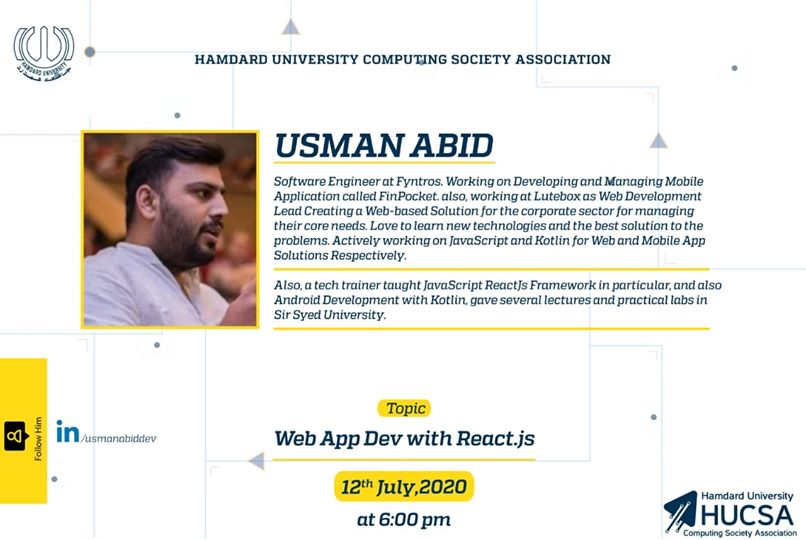 HAMDARD UNIVERSITY
HAMDARD UNIVERSITY COMPUTING SOCIETY ASSOCIATION
USMAN ABID
Software Engineer at Fyntros. Working on Developing and Managing Mobile
Application called FinPocket. also, working at Lutebox as Web Development
Lead Creating a Web-based Solution for the corporate sector for managing
their core needs. Love to learn new technologies and the best solution to the
problems. Actively working on JavaScript and Kotlin for Web and Mobile App
Solutions Respectively.
Also, a tech trainer taught JavaScript ReactJs Framework in particular, and also
Android Development with Kotlin, gave several lectures and practical labs in
Sir Syed University.
Follow Him
in /usmanabiddev
Topic
Web App Dev with React.js
12th July,2020
at 6:00 pm
Hamdard University
HUCSA
Computing Society Association